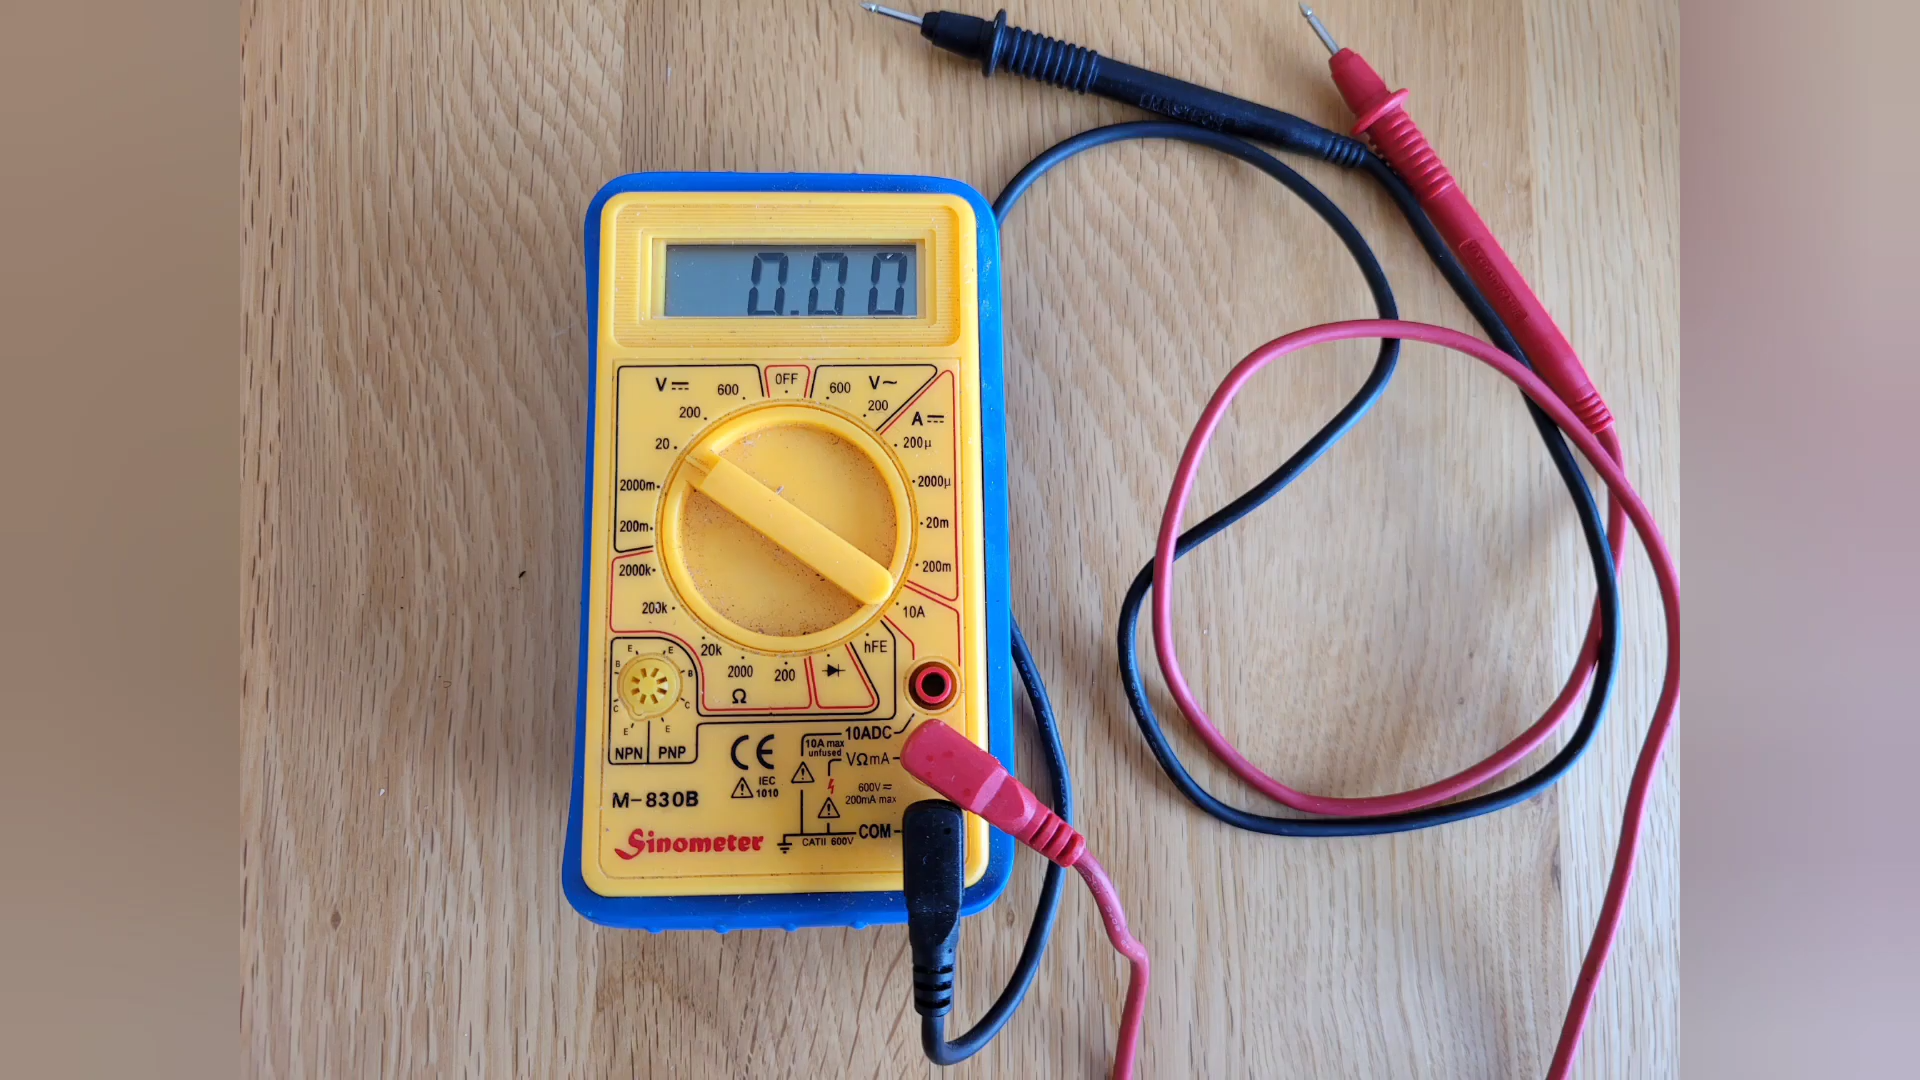 0.00
V⎓ 600 OFF 600 V~
200 200
A⎓
20 200µ
2000m 2000µ
200m 20m
2000k 200m
200k 10A
20k hFE
2000 200
Ω
E E
B B
C C
E E
NPN PNP
CE
IEC
1010
10A max
unfused
10ADC
VΩmA
600V⎓
200mA max
COM
CATII 600V
M-830B
Sinometer